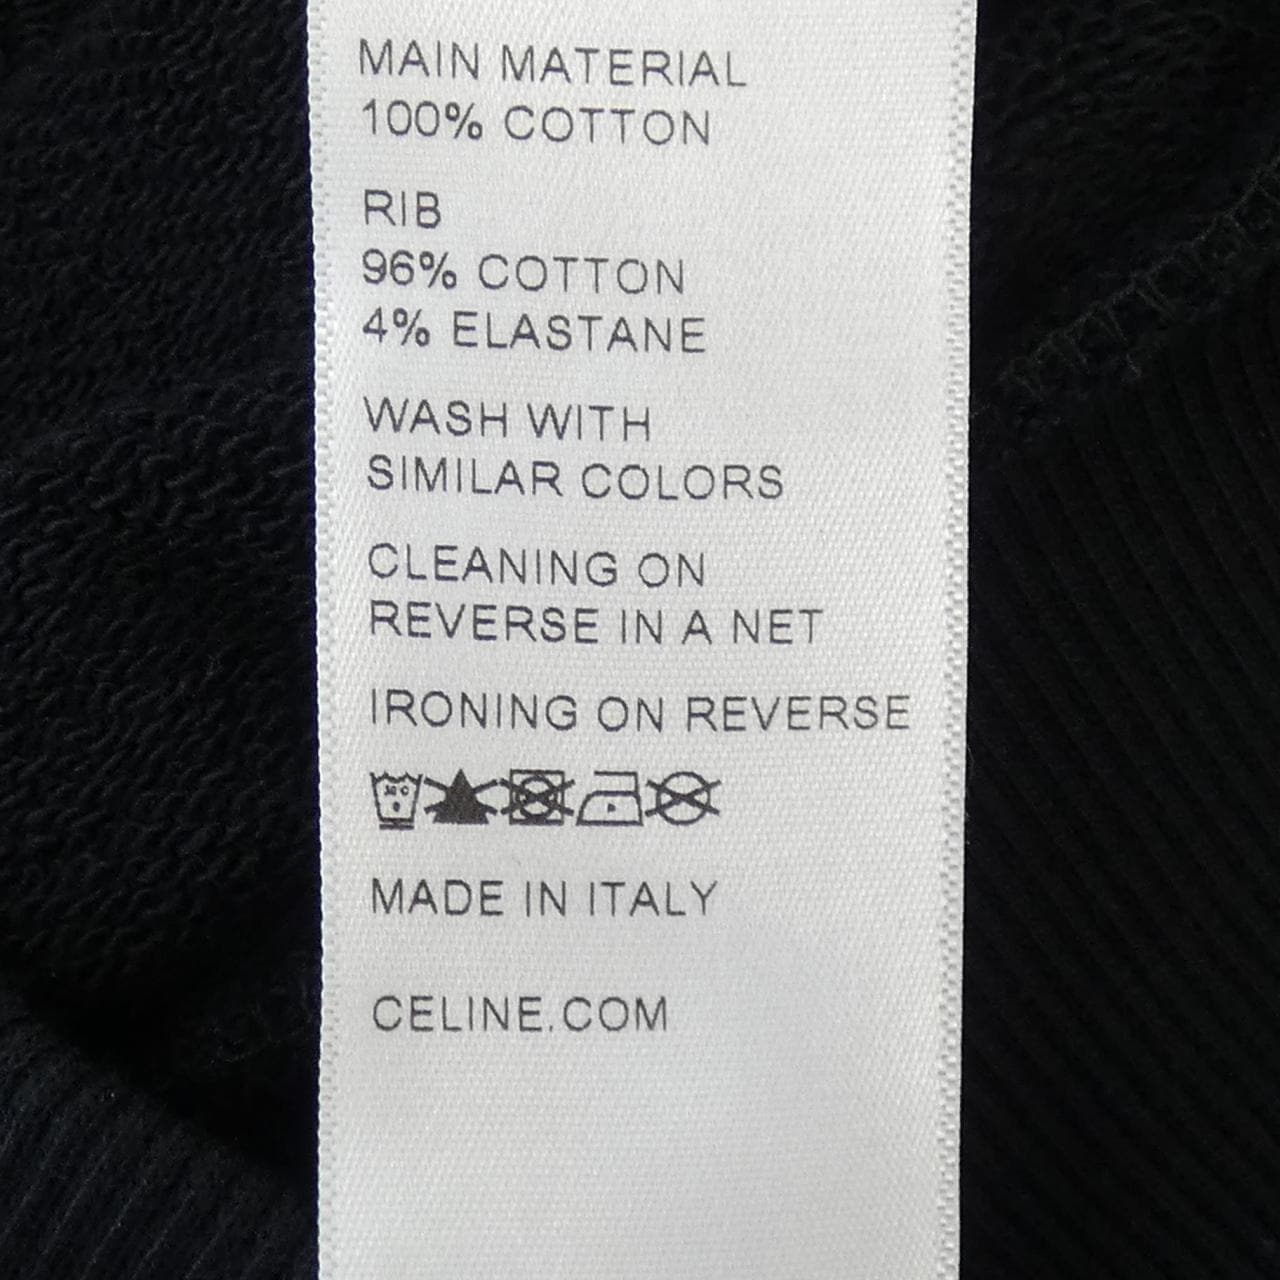 MAIN MATERIAL
100% COTTON
RIB
96% COTTON
4% ELASTANE
WASH WITH
SIMILAR COLORS
CLEANING ON
REVERSE IN A NET
IRONING ON REVERSE
30°C
MADE IN ITALY
CELINE.COM